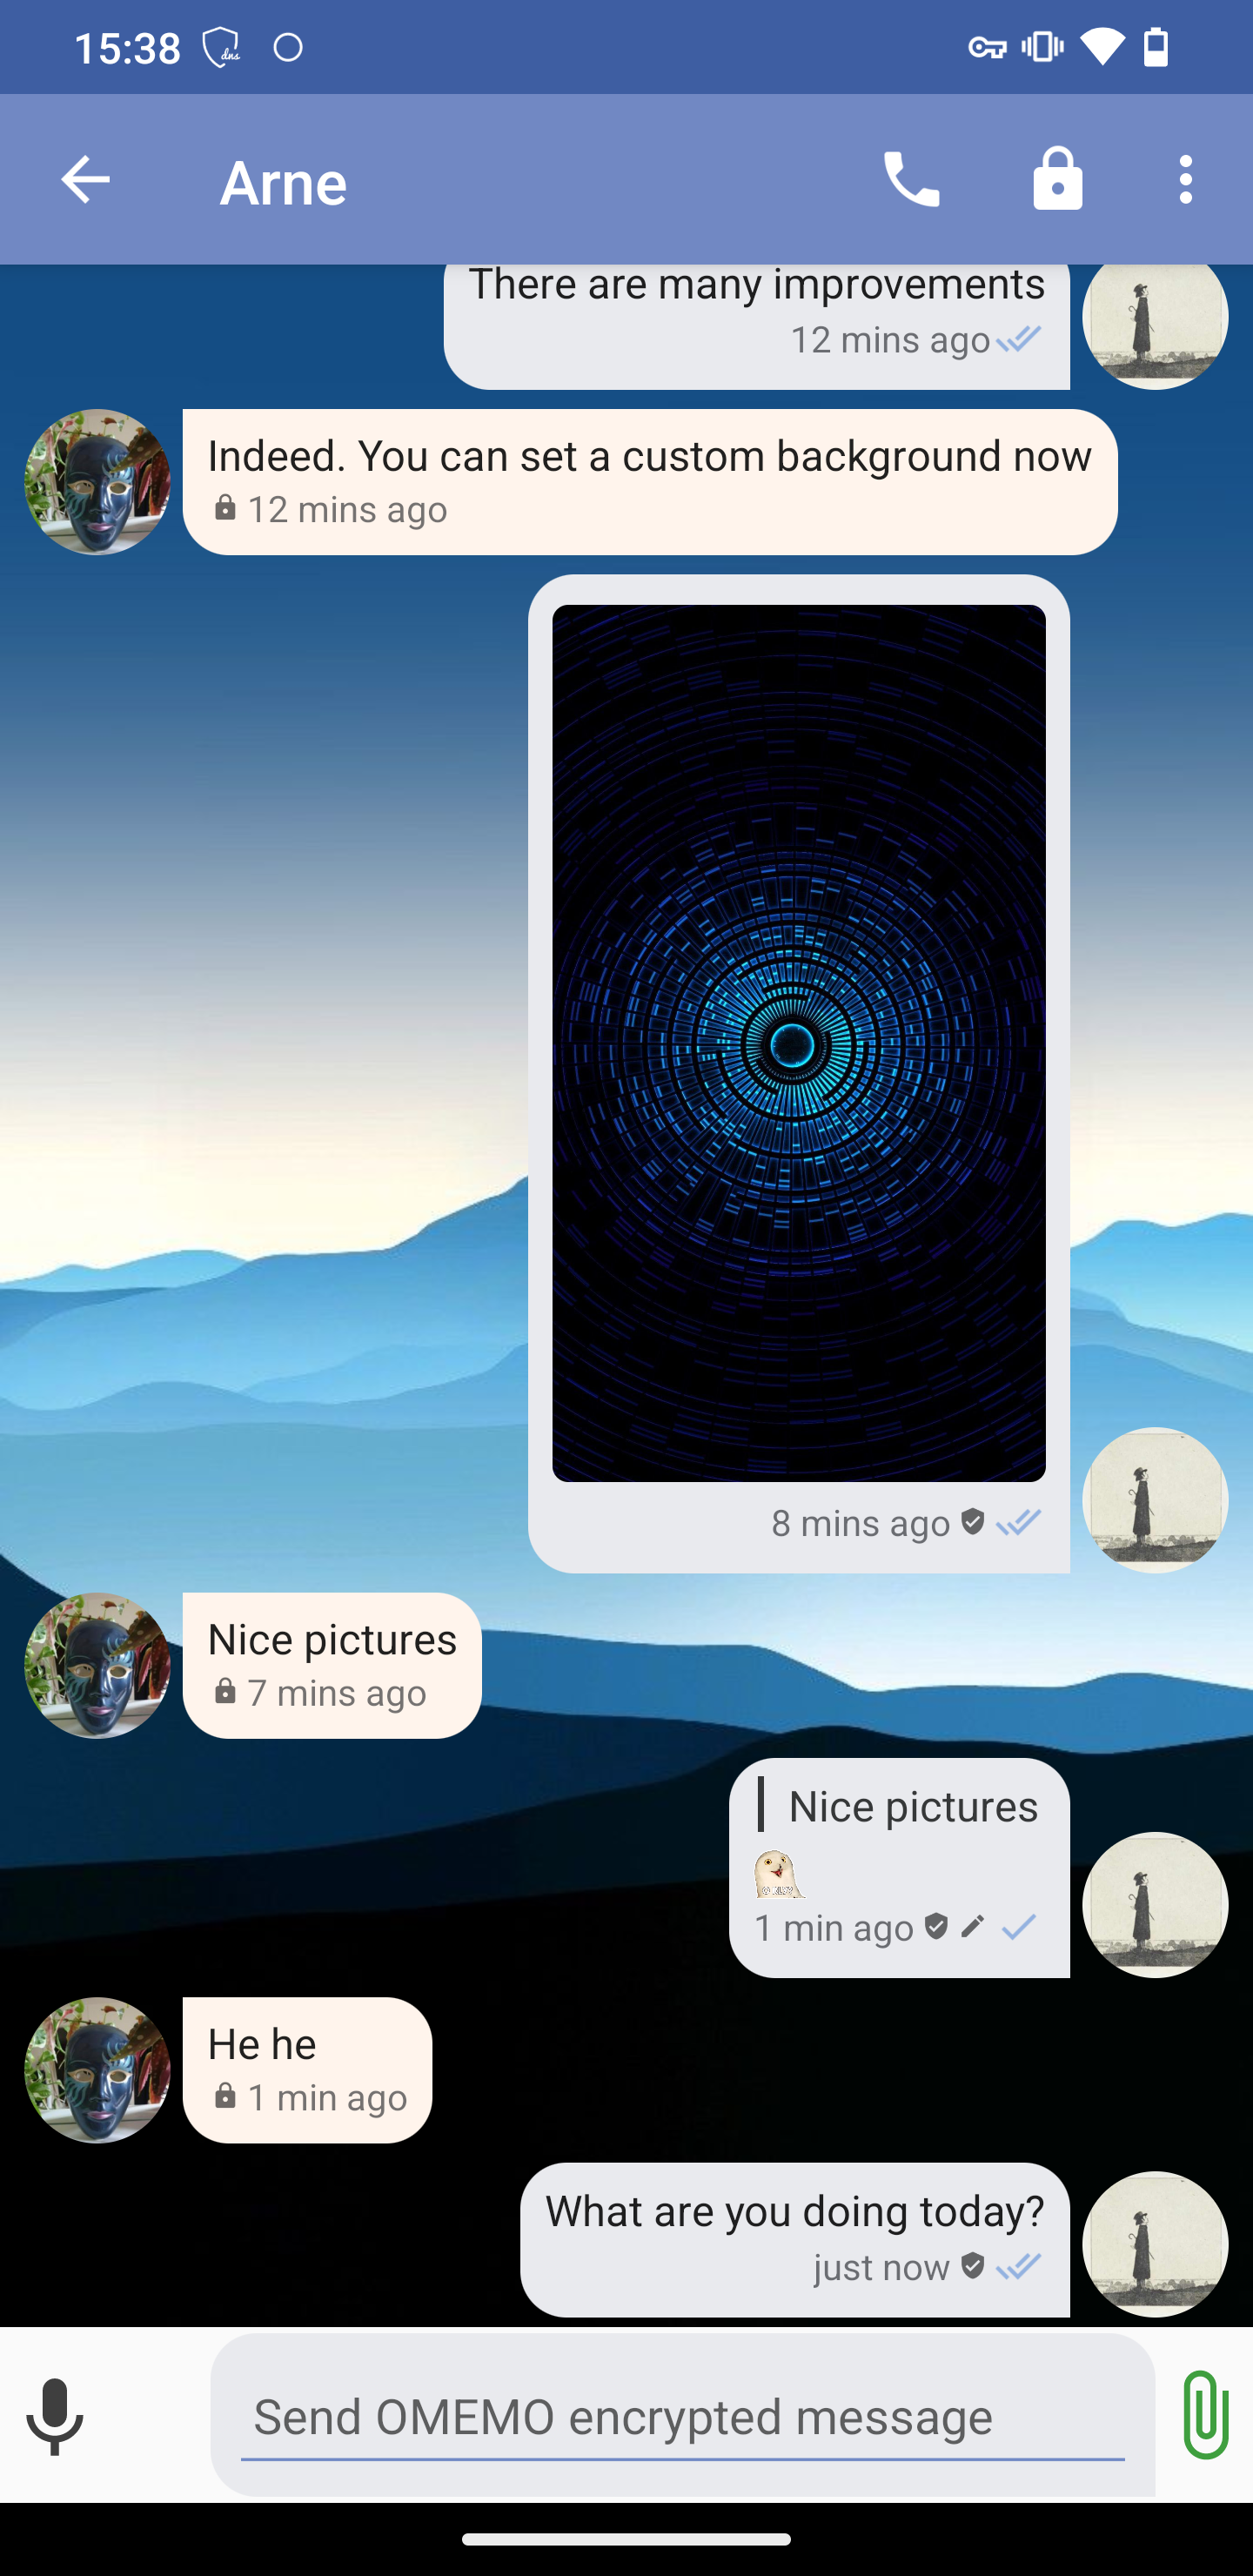 15:38
dns
Arne
There are many improvements
12 mins ago
Indeed. You can set a custom background now
12 mins ago
8 mins ago
Nice pictures
7 mins ago
Nice pictures
O RLY?
1 min ago
He he
1 min ago
What are you doing today?
just now
Send OMEMO encrypted message